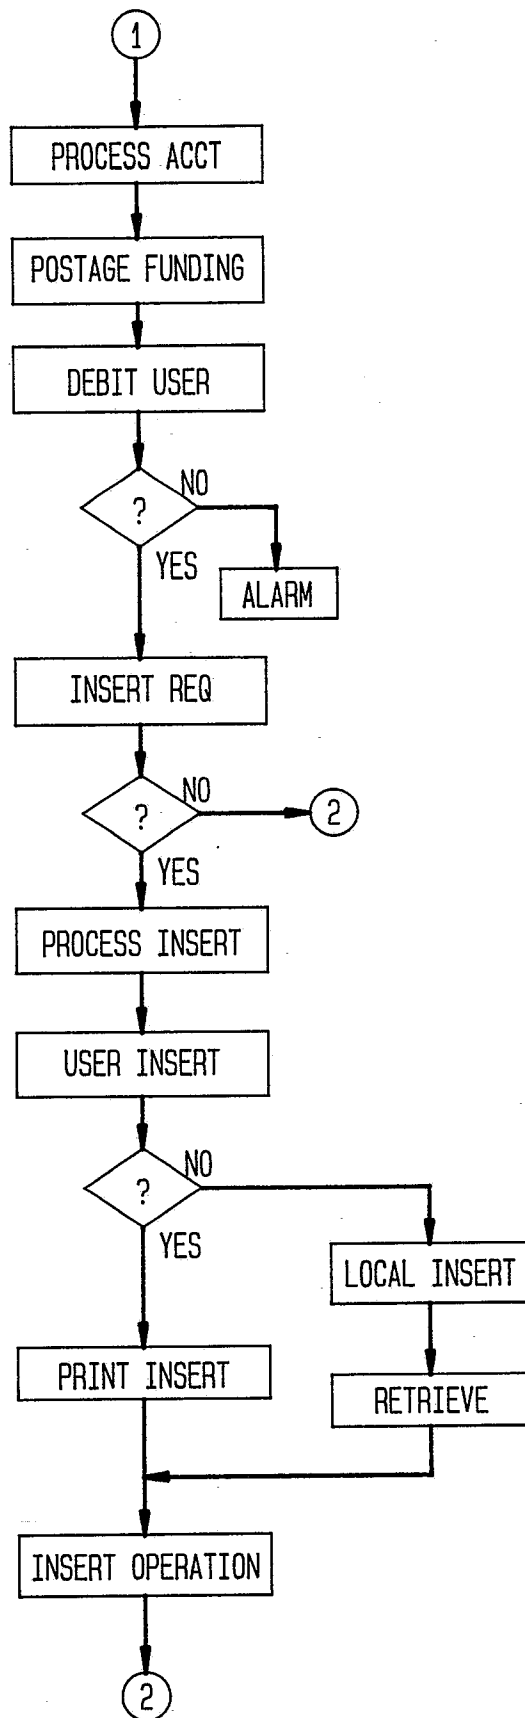 1
PROCESS ACCT
POSTAGE FUNDING
DEBIT USER
NO
?
YES
ALARM
INSERT REQ
NO
?
2
YES
PROCESS INSERT
USER INSERT
NO
?
YES
LOCAL INSERT
PRINT INSERT
RETRIEVE
INSERT OPERATION
2